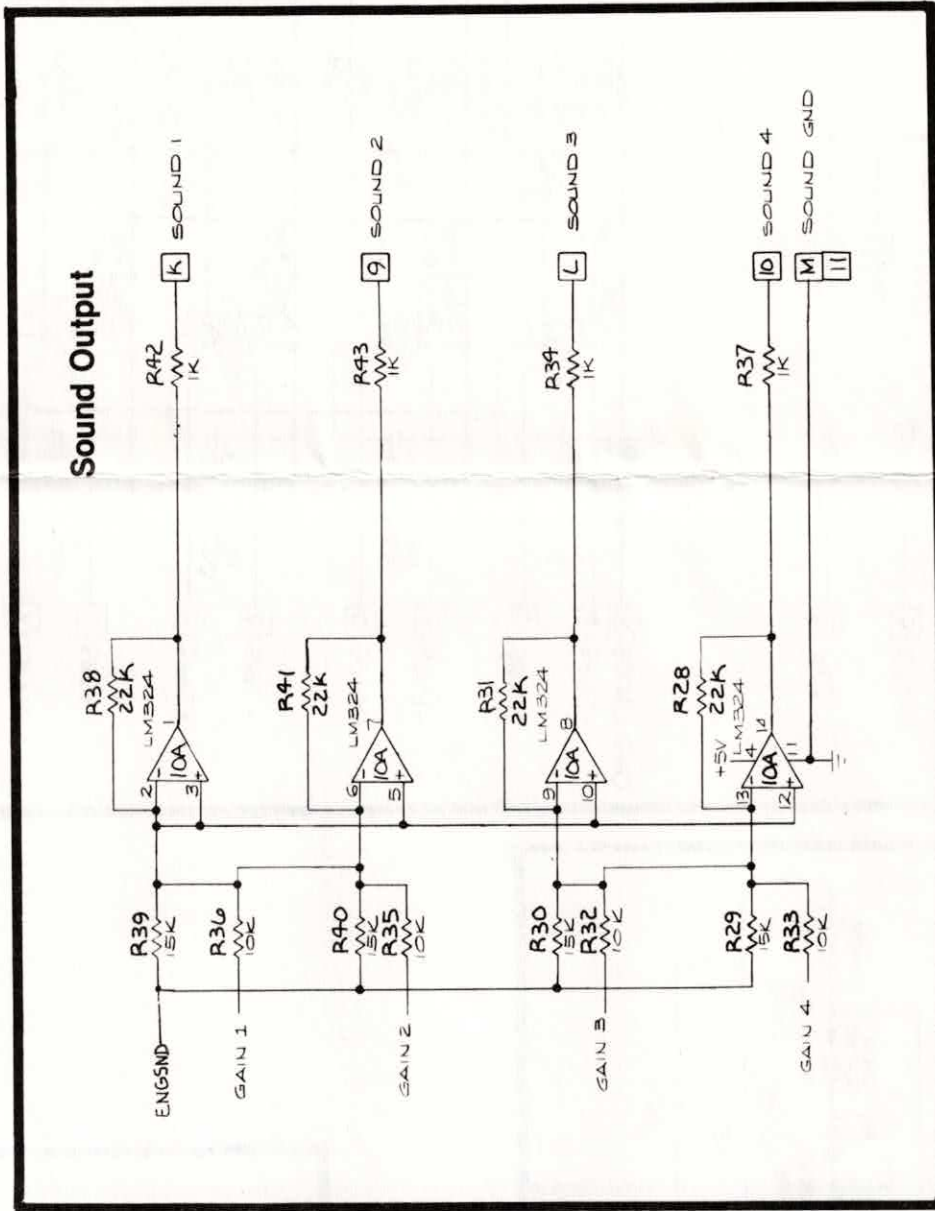 Sound Output
R38
22K
LM324
2
3
-
+
10A
1
R42
1K
K
SOUND 1
ENGSND
R39
15K
R36
10K
GAIN 1
R41
22K
LM324
6
5
-
+
10A
7
R43
1K
9
SOUND 2
R40
15K
R35
10K
GAIN 2
R31
22K
LM324
9
10
-
+
10A
8
R34
1K
L
SOUND 3
R30
15K
R32
10K
GAIN 3
R28
22K
+5V
LM324
4
13
12
-
+
10A
14
11
R37
1K
10
SOUND 4
M
11
SOUND GND
R29
15K
R33
10K
GAIN 4